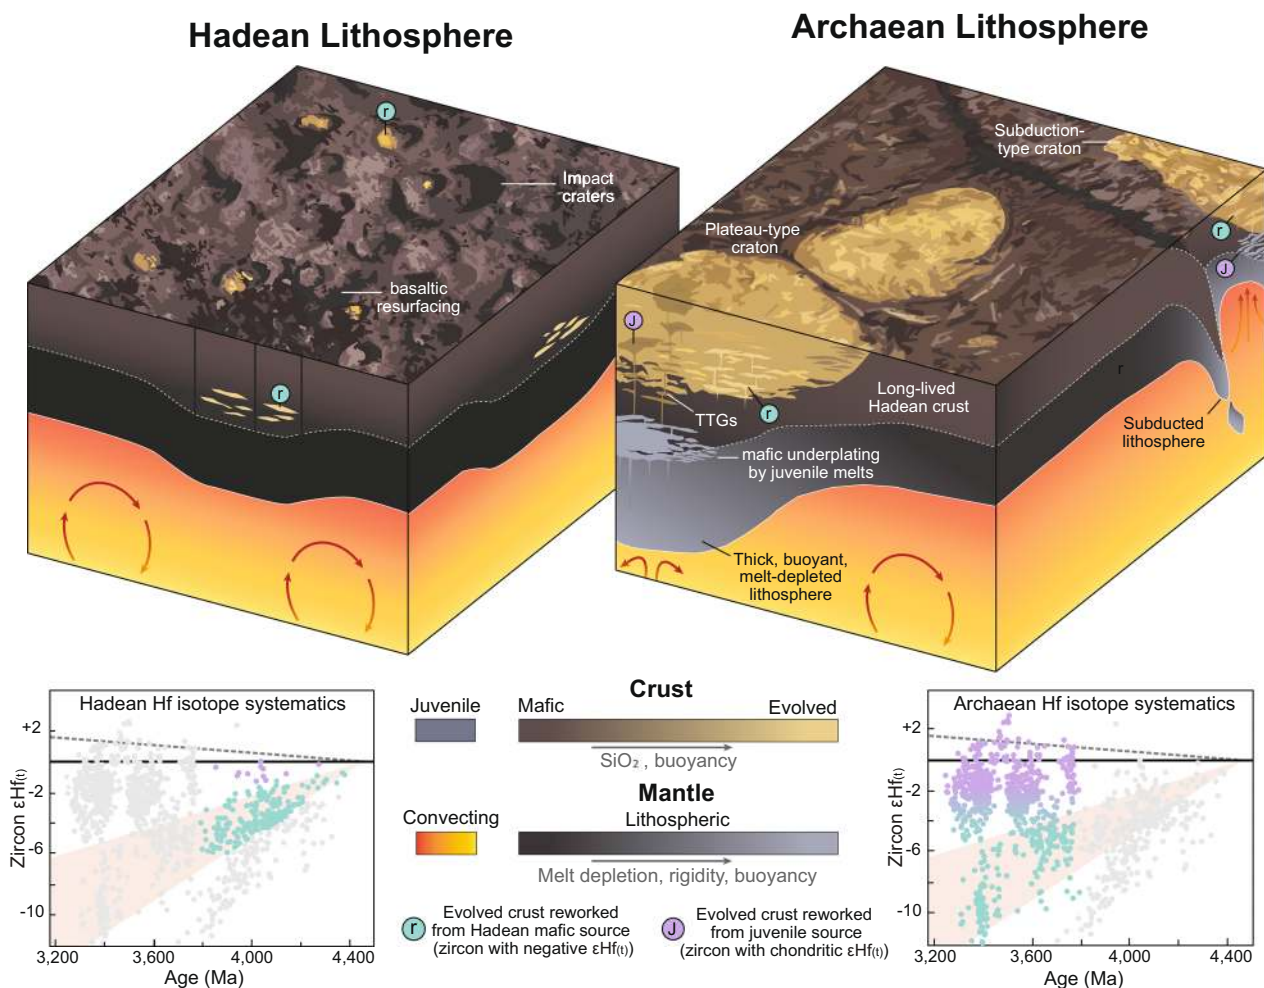 Hadean Lithosphere
Archaean Lithosphere
r
Impact
craters
basaltic
resurfacing
r
Subduction-
type craton
Plateau-type
craton
r
J
J
Long-lived
Hadean crust
r
TTGs
r
mafic underplating
by juvenile melts
Subducted
lithosphere
Thick, buoyant,
melt-depleted
lithosphere
Hadean Hf isotope systematics
+2
-2
-6
-10
Zircon εHf(t)
3,200
3,600
4,000
4,400
Age (Ma)
Crust
Juvenile
Mafic
Evolved
SiO₂, buoyancy
Mantle
Convecting
Lithospheric
Melt depletion, rigidity, buoyancy
r
Evolved crust reworked
from Hadean mafic source
(zircon with negative εHf(t))
J
Evolved crust reworked
from juvenile source
(zircon with chondritic εHf(t))
Archaean Hf isotope systematics
+2
-2
-6
-10
Zircon εHf(t)
3,200
3,600
4,000
4,400
Age (Ma)